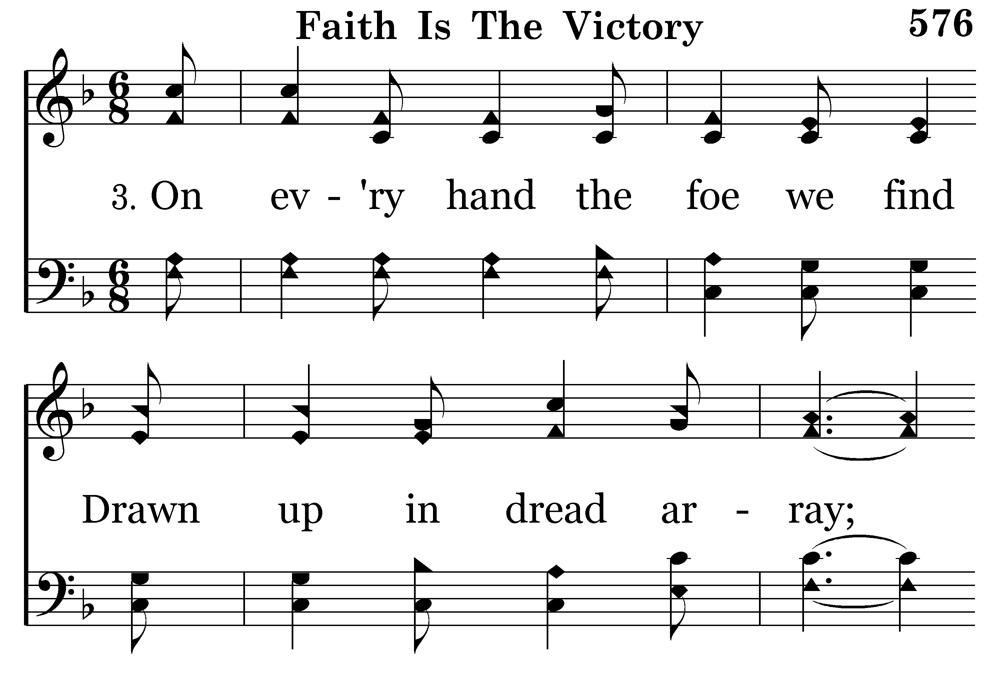 Faith Is The Victory 576
3. On ev - 'ry hand the foe we find
Drawn up in dread ar - ray;